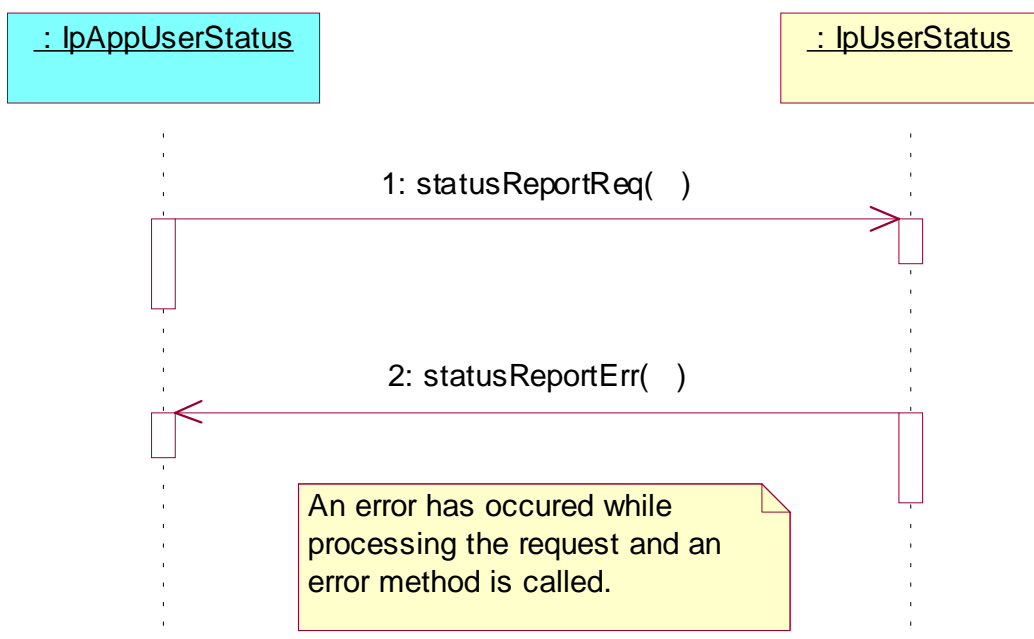 : IpAppUserStatus
: IpUserStatus
1: statusReportReq( )
2: statusReportErr( )
An error has occured while
processing the request and an
error method is called.